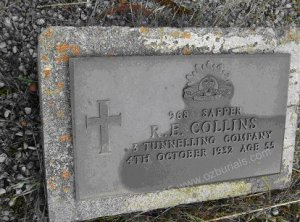 968 SAPPER
R. E. COLLINS
3 TUNNELLING COMPANY
4TH OCTOBER 1932 AGE 55
www.ozburials.com